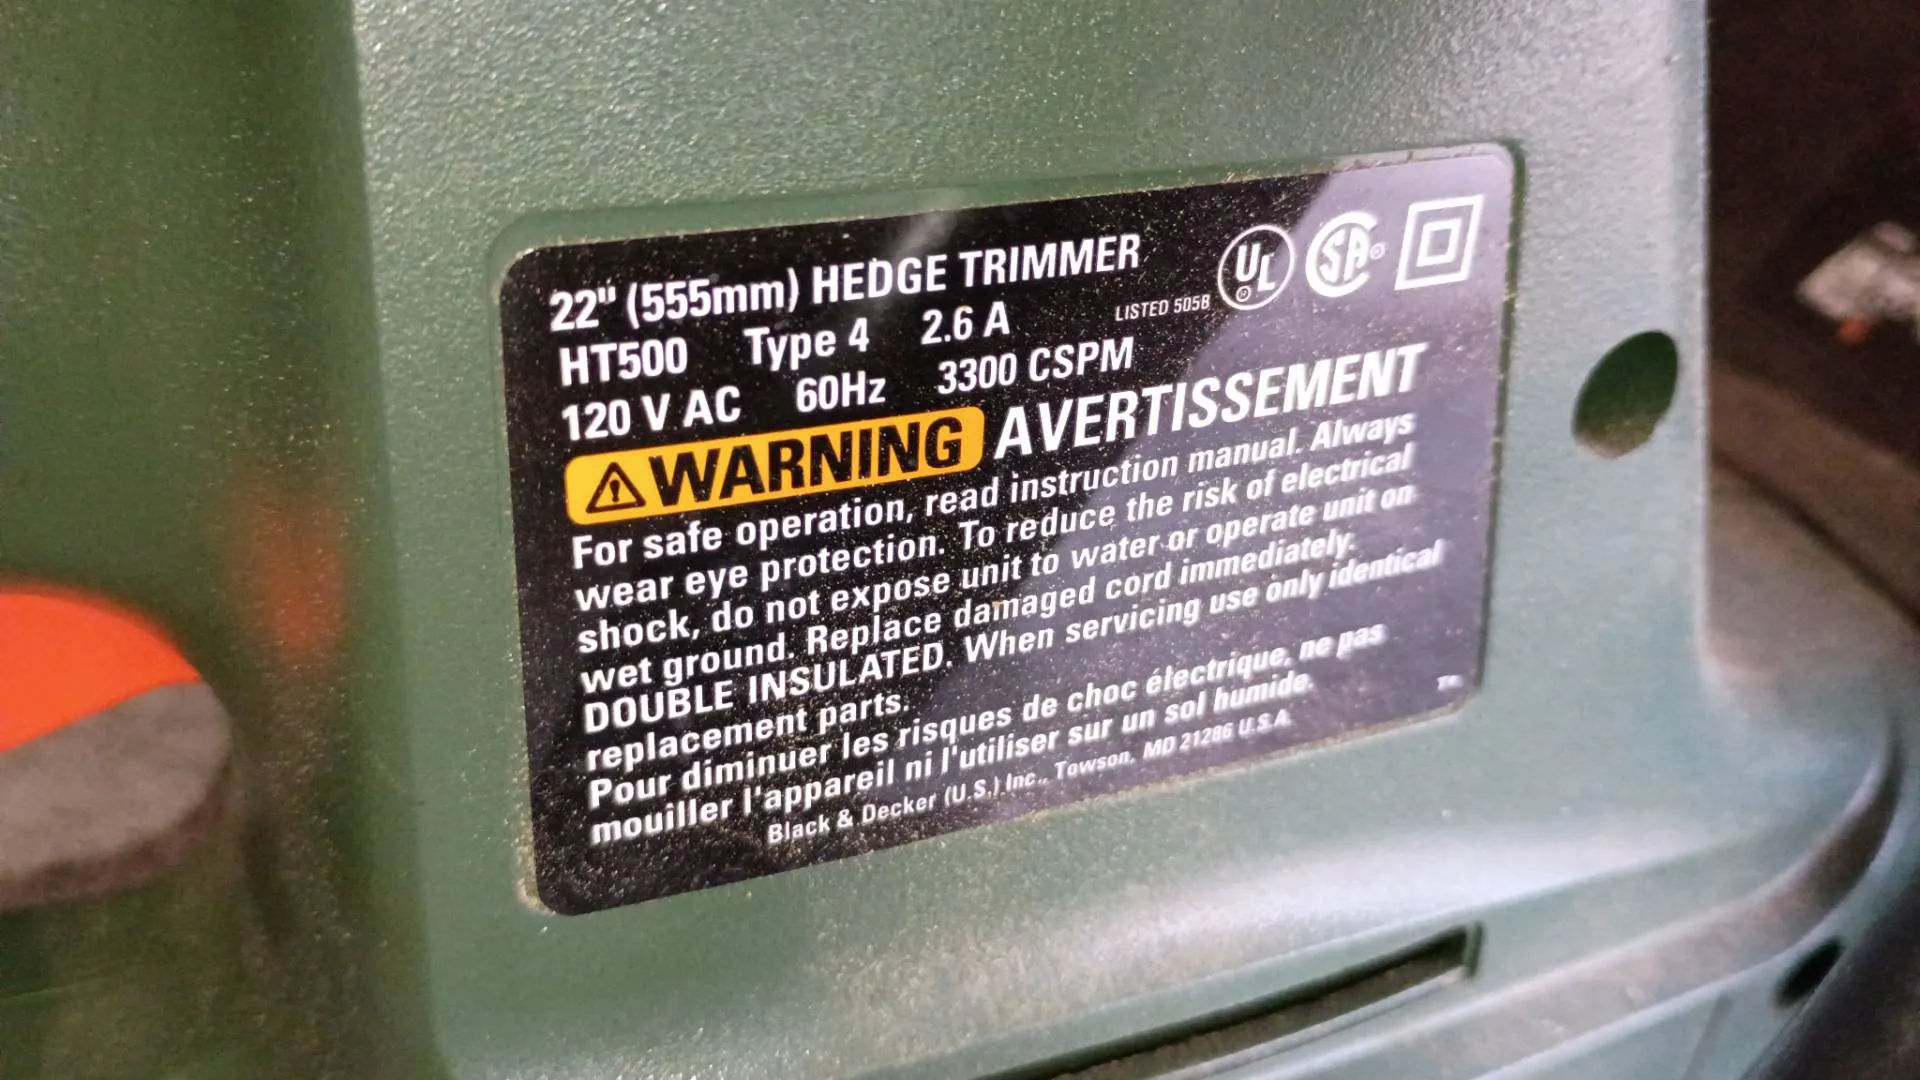 22" (555mm) HEDGE TRIMMER
HT500 Type 4 2.6 A
LISTED 505B
UL
SA
120 V AC 60Hz 3300 CSPM
WARNING AVERTISSEMENT
For safe operation, read instruction manual. Always
wear eye protection. To reduce the risk of electrical
shock, do not expose unit to water or operate unit on
wet ground. Replace damaged cord immediately.
DOUBLE INSULATED. When servicing use only identical
replacement parts.
Pour diminuer les risques de choc électrique, ne pas
mouiller l'appareil ni l'utiliser sur un sol humide.
Black & Decker (U.S.) Inc., Towson, MD 21286 U.S.A.